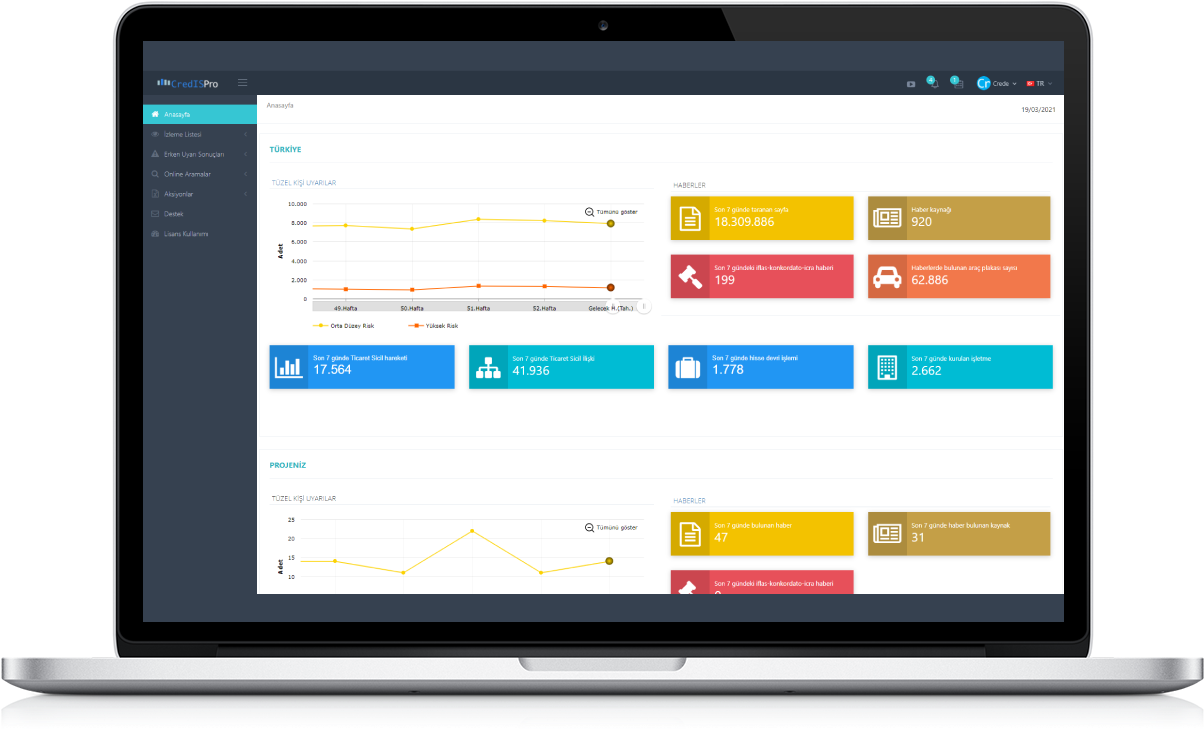 CredISPro
4
1
Cr
Crede
TR
Anasayfa
İzleme Listesi
Erken Uyarı Sonuçları
Online Aramalar
Aksiyonlar
Destek
Lisans Kullanımı
Anasayfa
19/03/2021
TÜRKİYE
TÜZEL KİŞİ UYARILAR
Tümünü göster
Adet
10.000
8.000
6.000
4.000
2.000
0
49.Hafta
50.Hafta
51.Hafta
52.Hafta
Gelecek H.(Tah.)
Orta Düzey Risk
Yüksek Risk
HABERLER
Son 7 günde taranan sayfa
18.309.886
Haber kaynağı
920
Son 7 gündeki iflas-konkordato-icra haberi
199
Haberlerde bulunan araç plakası sayısı
62.886
Son 7 günde Ticaret Sicil hareketi
17.564
Son 7 günde Ticaret Sicil İlişki
41.936
Son 7 günde hisse devri işlemi
1.778
Son 7 günde kurulan işletme
2.662
PROJENİZ
TÜZEL KİŞİ UYARILAR
Tümünü göster
Adet
25
20
15
10
HABERLER
Son 7 günde bulunan haber
47
Son 7 günde haber bulunan kaynak
31
Son 7 gündeki iflas-konkordato-icra haberi